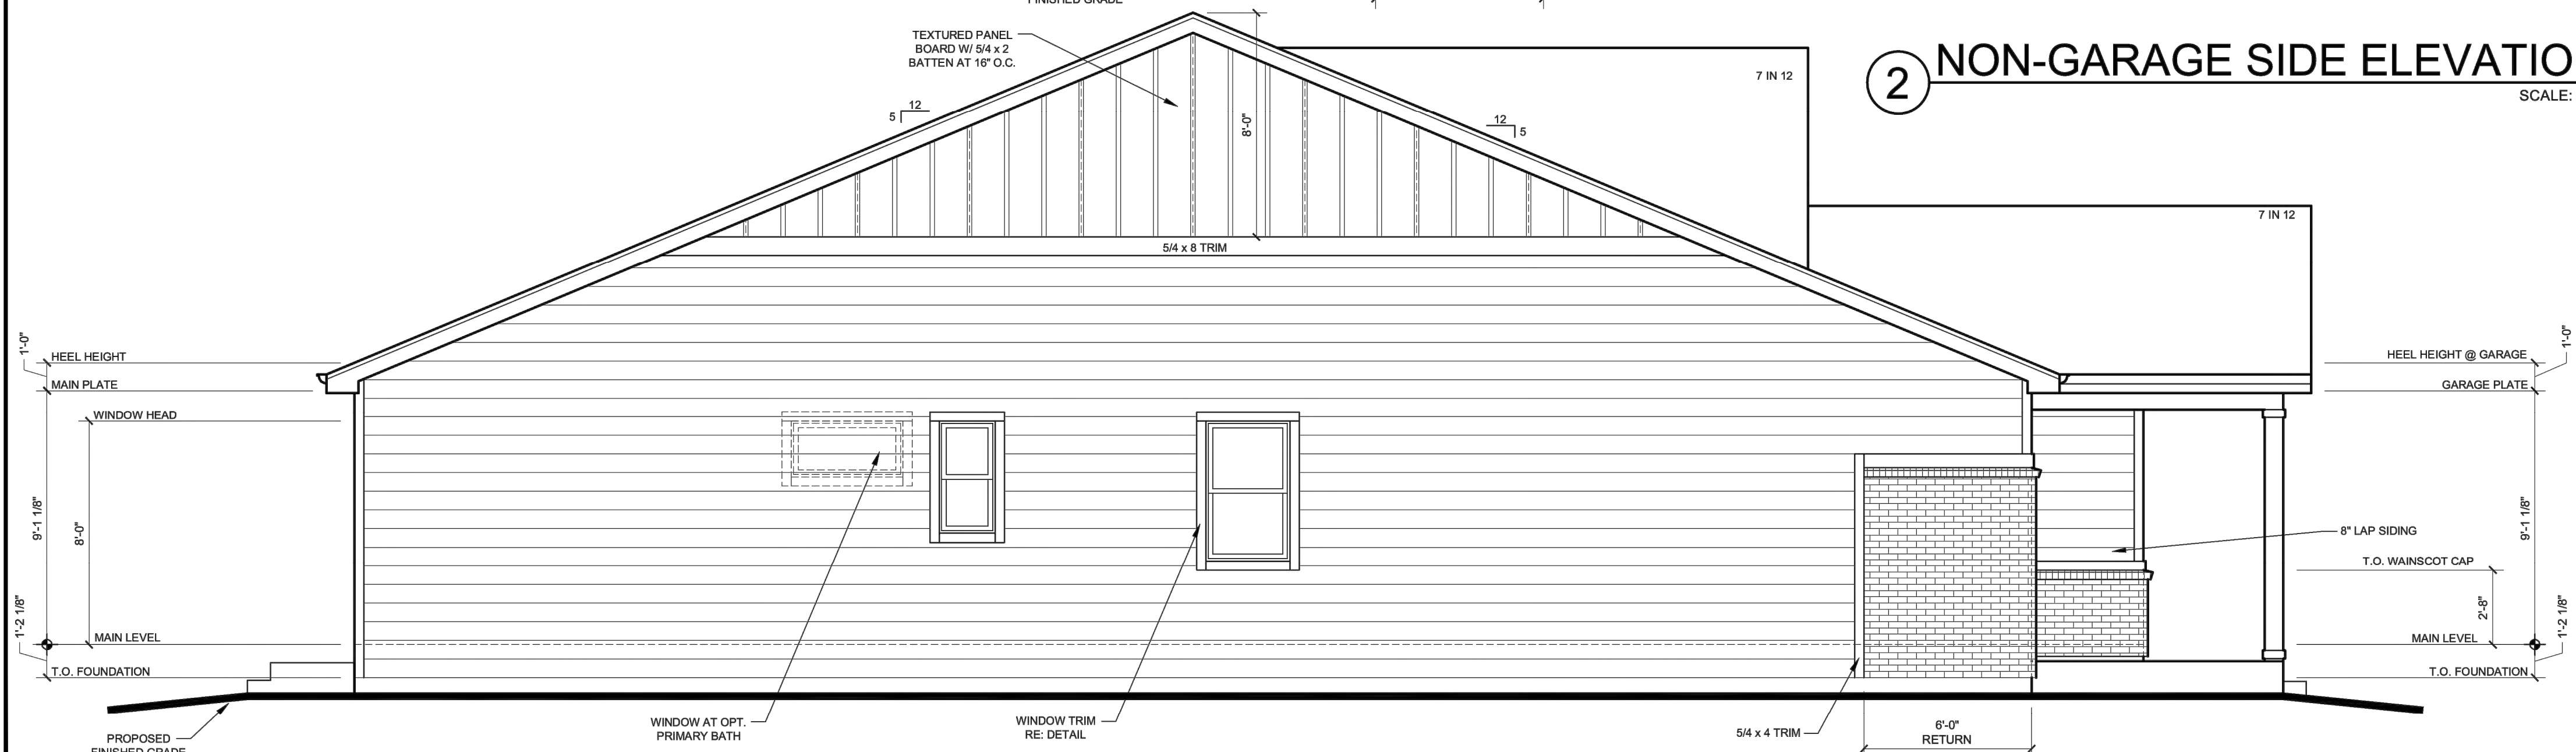 FINISHED GRADE
TEXTURED PANEL
BOARD W/ 5/4 x 2
BATTEN AT 16" O.C.
12
5
8'-0"
12
5
7 IN 12
2
NON-GARAGE SIDE ELEVATIO
SCALE:
7 IN 12
5/4 x 8 TRIM
1'-0"
HEEL HEIGHT
MAIN PLATE
WINDOW HEAD
9'-1 1/8"
8'-0"
1'-2 1/8"
MAIN LEVEL
T.O. FOUNDATION
HEEL HEIGHT @ GARAGE
1'-0"
GARAGE PLATE
8" LAP SIDING
9'-1 1/8"
T.O. WAINSCOT CAP
2'-8"
MAIN LEVEL
1'-2 1/8"
T.O. FOUNDATION
PROPOSED
FINISHED GRADE
WINDOW AT OPT.
PRIMARY BATH
WINDOW TRIM
RE: DETAIL
5/4 x 4 TRIM
6'-0"
RETURN